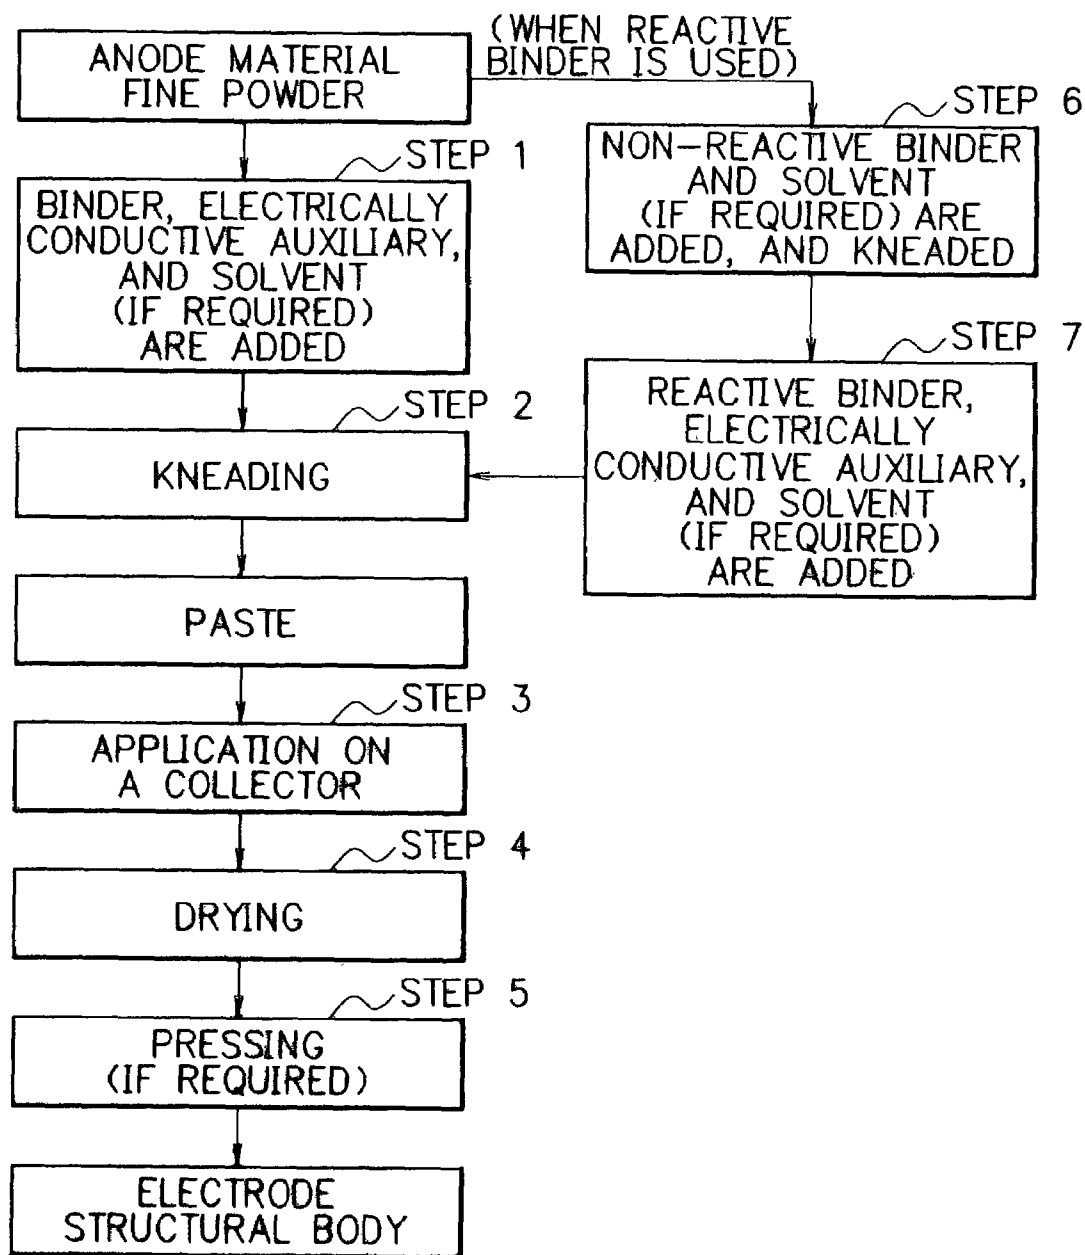 ANODE MATERIAL
FINE POWDER
(WHEN REACTIVE
BINDER IS USED)
STEP 1
BINDER, ELECTRICALLY
CONDUCTIVE AUXILIARY,
AND SOLVENT
(IF REQUIRED)
ARE ADDED
STEP 6
NON-REACTIVE BINDER
AND SOLVENT
(IF REQUIRED) ARE
ADDED, AND KNEADED
STEP 7
REACTIVE BINDER,
ELECTRICALLY
CONDUCTIVE AUXILIARY,
AND SOLVENT
(IF REQUIRED)
ARE ADDED
STEP 2
KNEADING
PASTE
STEP 3
APPLICATION ON
A COLLECTOR
STEP 4
DRYING
STEP 5
PRESSING
(IF REQUIRED)
ELECTRODE
STRUCTURAL BODY